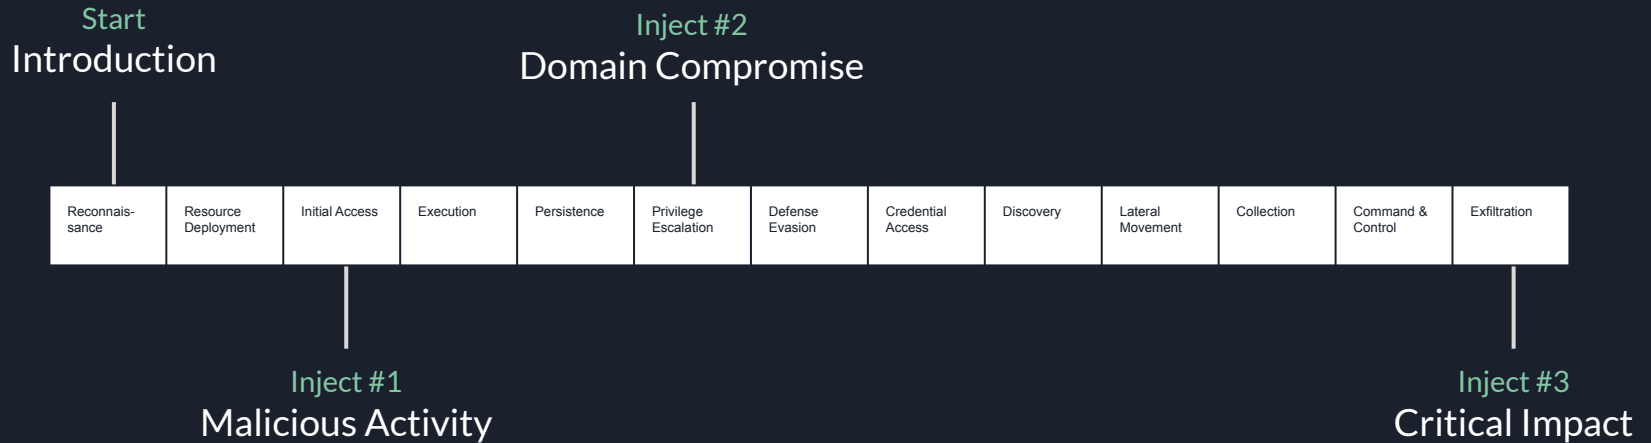 Start
Introduction
Inject #2
Domain Compromise
Reconnais-
sance
Resource
Deployment
Initial Access
Execution
Persistence
Privilege
Escalation
Defense
Evasion
Credential
Access
Discovery
Lateral
Movement
Collection
Command &
Control
Exfiltration
Inject #1
Malicious Activity
Inject #3
Critical Impact